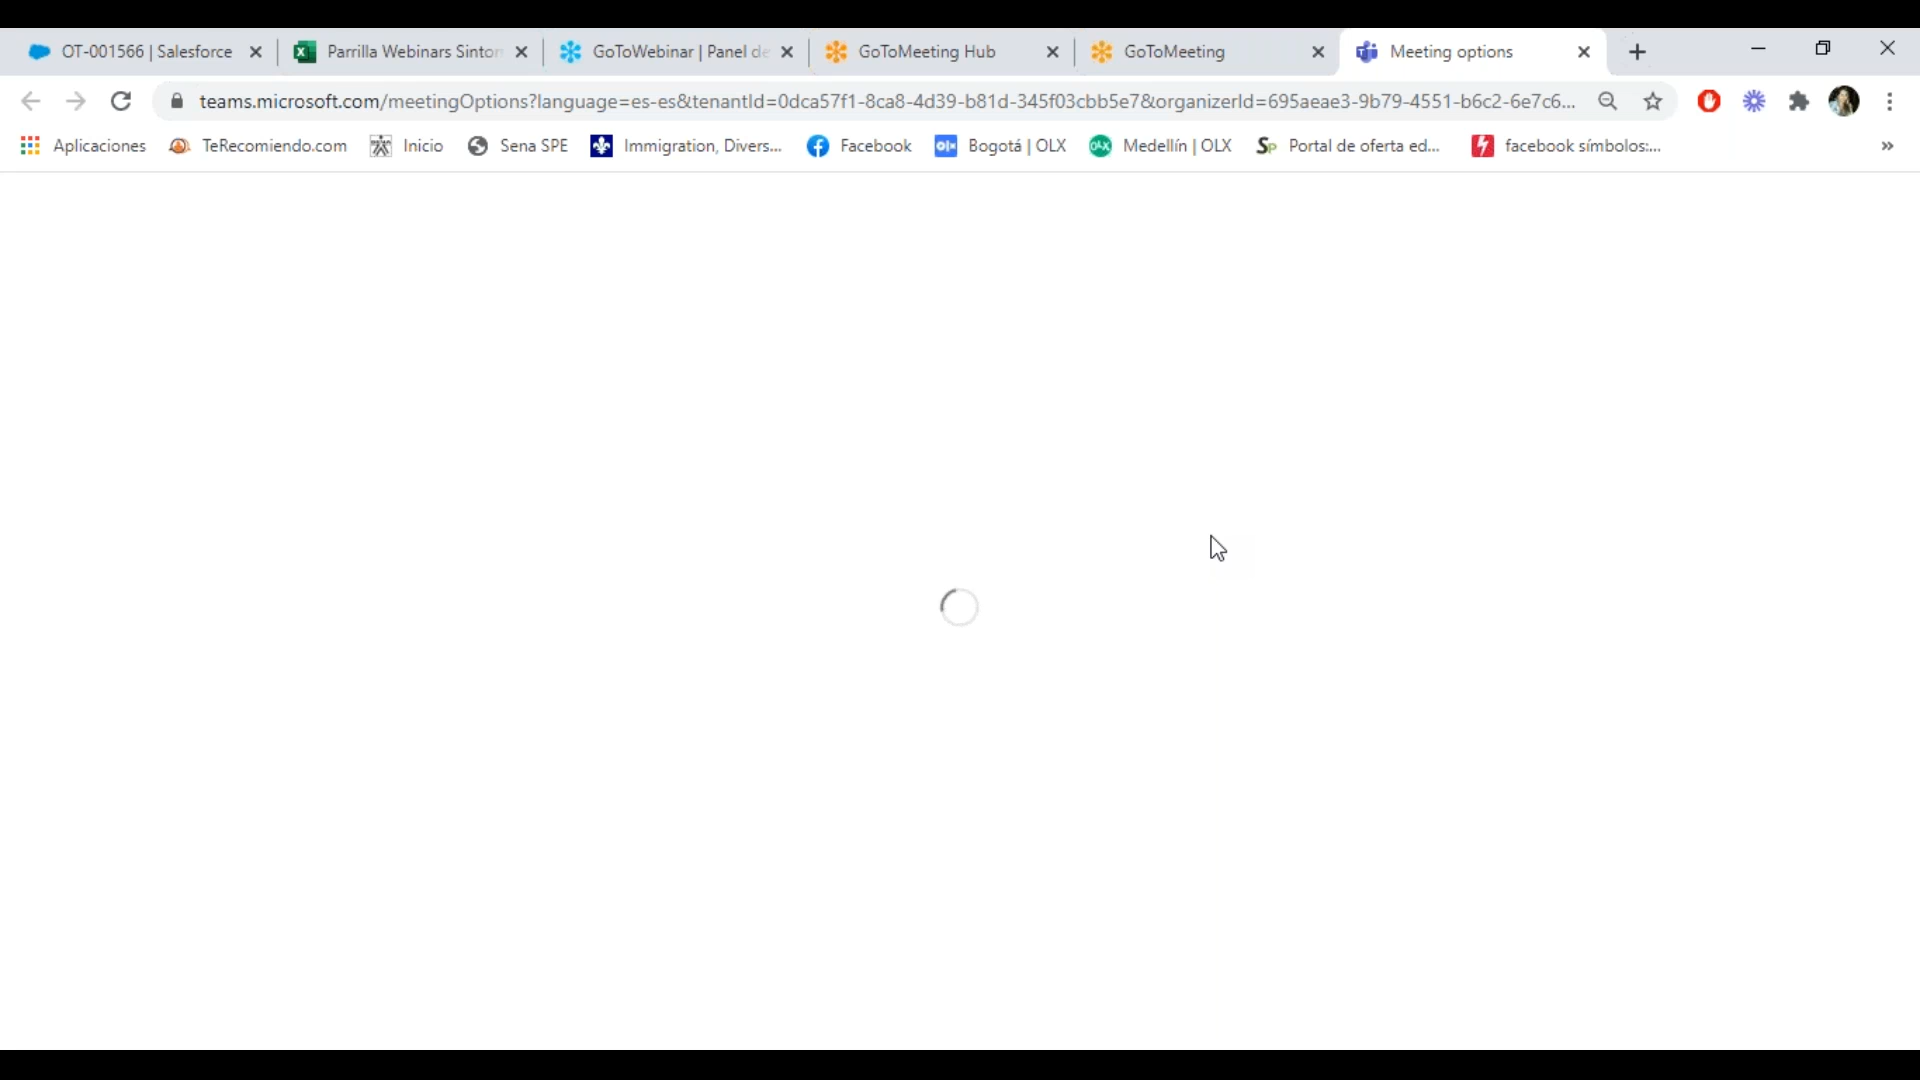 OT-001566 | Salesforce
Parrilla Webinars Sinton
GoToWebinar | Panel de
GoToMeeting Hub
GoToMeeting
Meeting options
teams.microsoft.com/meetingOptions?language=es-es&tenantId=0dca57f1-8ca8-4d39-b81d-345f03cbb5e7&organizerId=695aeae3-9b79-4551-b6c2-6e7c6...
Aplicaciones
TeRecomiendo.com
Inicio
Sena SPE
Immigration, Divers...
Facebook
Bogotá | OLX
Medellín | OLX
Portal de oferta ed...
facebook símbolos:...